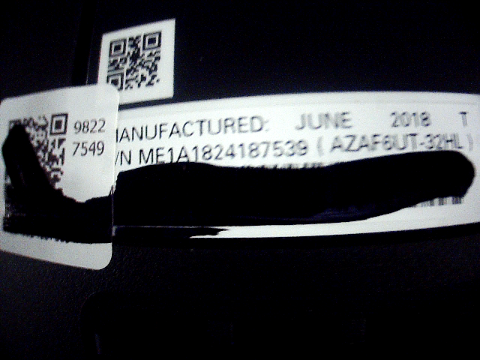 9822
7549
MANUFACTURED: JUNE 2018 T
/N ME1A1824187539 ( AZAF6UT-32HL )